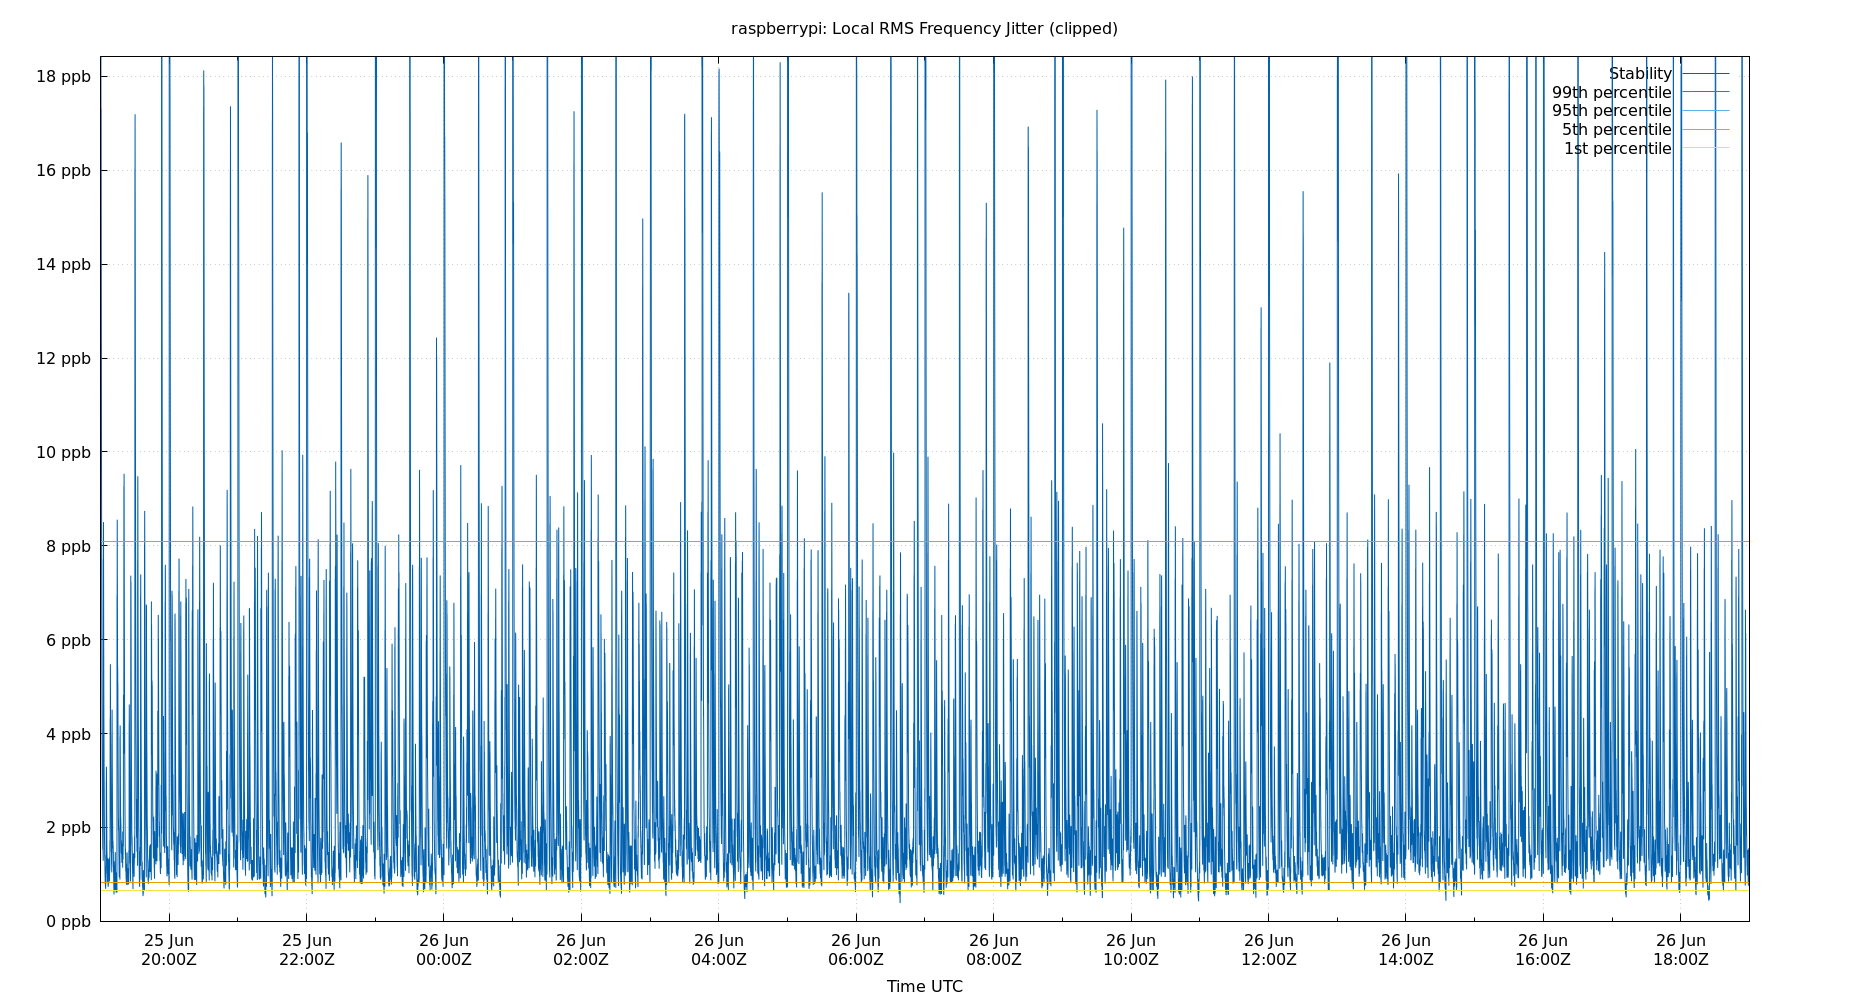 raspberrypi: Local RMS Frequency Jitter (clipped)
18 ppb
16 ppb
14 ppb
12 ppb
10 ppb
8 ppb
6 ppb
4 ppb
2 ppb
0 ppb
Stability
99th percentile
95th percentile
5th percentile
1st percentile
25 Jun 25 Jun 26 Jun 26 Jun 26 Jun 26 Jun 26 Jun 26 Jun 26 Jun 26 Jun 26 Jun 26 Jun
20:00Z 22:00Z 00:00Z 02:00Z 04:00Z 06:00Z 08:00Z 10:00Z 12:00Z 14:00Z 16:00Z 18:00Z
Time UTC